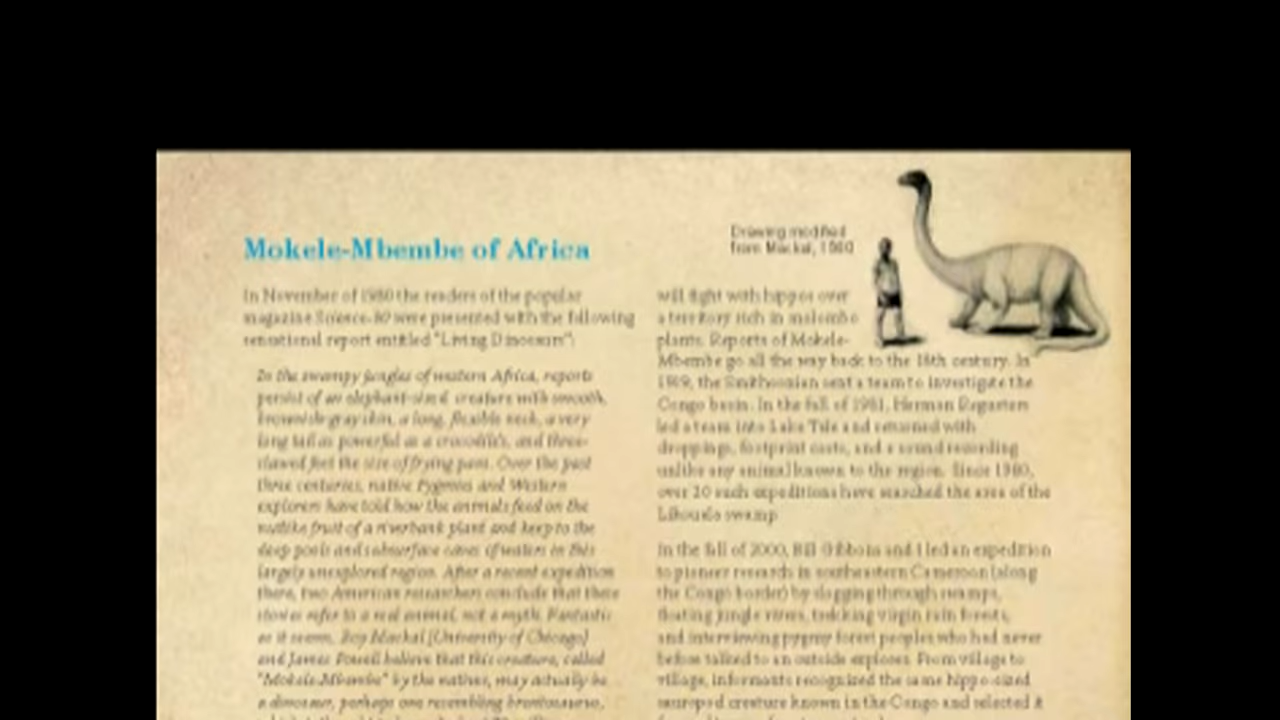 Mokele-Mbembe of Africa
In November of 1980 the readers of the popular
magazine Science-80 were presented with the following
sensational report entitled "Living Dinosaurs":
In the swampy jungles of western Africa, reports
persist of an elephant-sized creature with smooth,
brownish-gray skin, a long, flexible neck, a very
long tail as powerful as a crocodile's, and three-
clawed feet the size of frying pans. Over the past
three centuries, native Pygmies and Western
explorers have told how the animals feed on the
nutlike fruit of a riverbank plant and keep to the
deep pools and subsurface caves of waters in this
largely unexplored region. After a recent expedition
there, two American researchers conclude that these
stories refer to a real animal, not a myth. Fantastic
as it seems, Roy Mackal [University of Chicago]
and James Powell believe that this creature, called
"Mokele-Mbembe" by the natives, may actually be
a dinosaur, perhaps one resembling brontosaurus,
Drawing modified
from Mackal, 1980
will fight with hippos over
a territory rich in malombo
plants. Reports of Mokele-
Mbembe go all the way back to the 18th century. In
the Smithsonian sent a team to investigate the
Congo basin. In the fall of 1981, Herman Regusters
led a team into Lake Tele and returned with
droppings, footprint casts, and a sound recording
unlike any animal known to the region. Since 1980,
over 20 such expeditions have searched the area of the
Likouala swamp.
In the fall of 2000, Bill Gibbons and I led an expedition
to pioneer research in southeastern Cameroon (along
the Congo border) by slogging through swamps,
floating jungle rivers, trekking virgin rain forests,
and interviewing pygmy forest peoples who had never
before talked to an outside explorer. From village to
village, informants recognized the same hippo-sized
sauropod creature known in the Congo and selected it